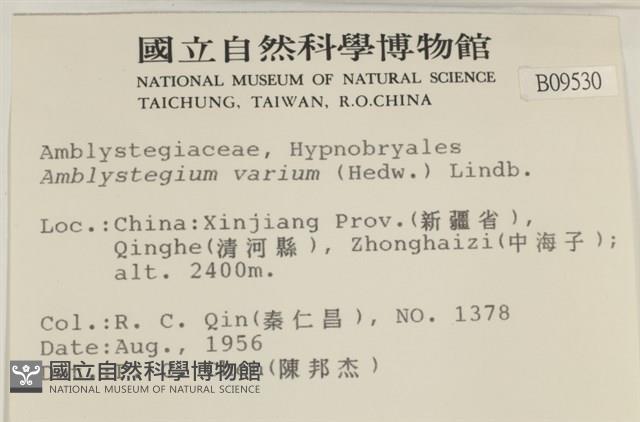 國立自然科學博物館
NATIONAL MUSEUM OF NATURAL SCIENCE
TAICHUNG, TAIWAN, R.O.CHINA
B09530
Amblystegiaceae, Hypnobryales
Amblystegium varium (Hedw.) Lindb.
Loc.:China:Xinjiang Prov.(新疆省),
Qinghe(清河縣), Zhonghaizi(中海子);
alt. 2400m.
Col.:R. C. Qin(秦仁昌), NO. 1378
Date:Aug., 1956
(陳邦杰)
國立自然科學博物館
NATIONAL MUSEUM OF NATURAL SCIENCE